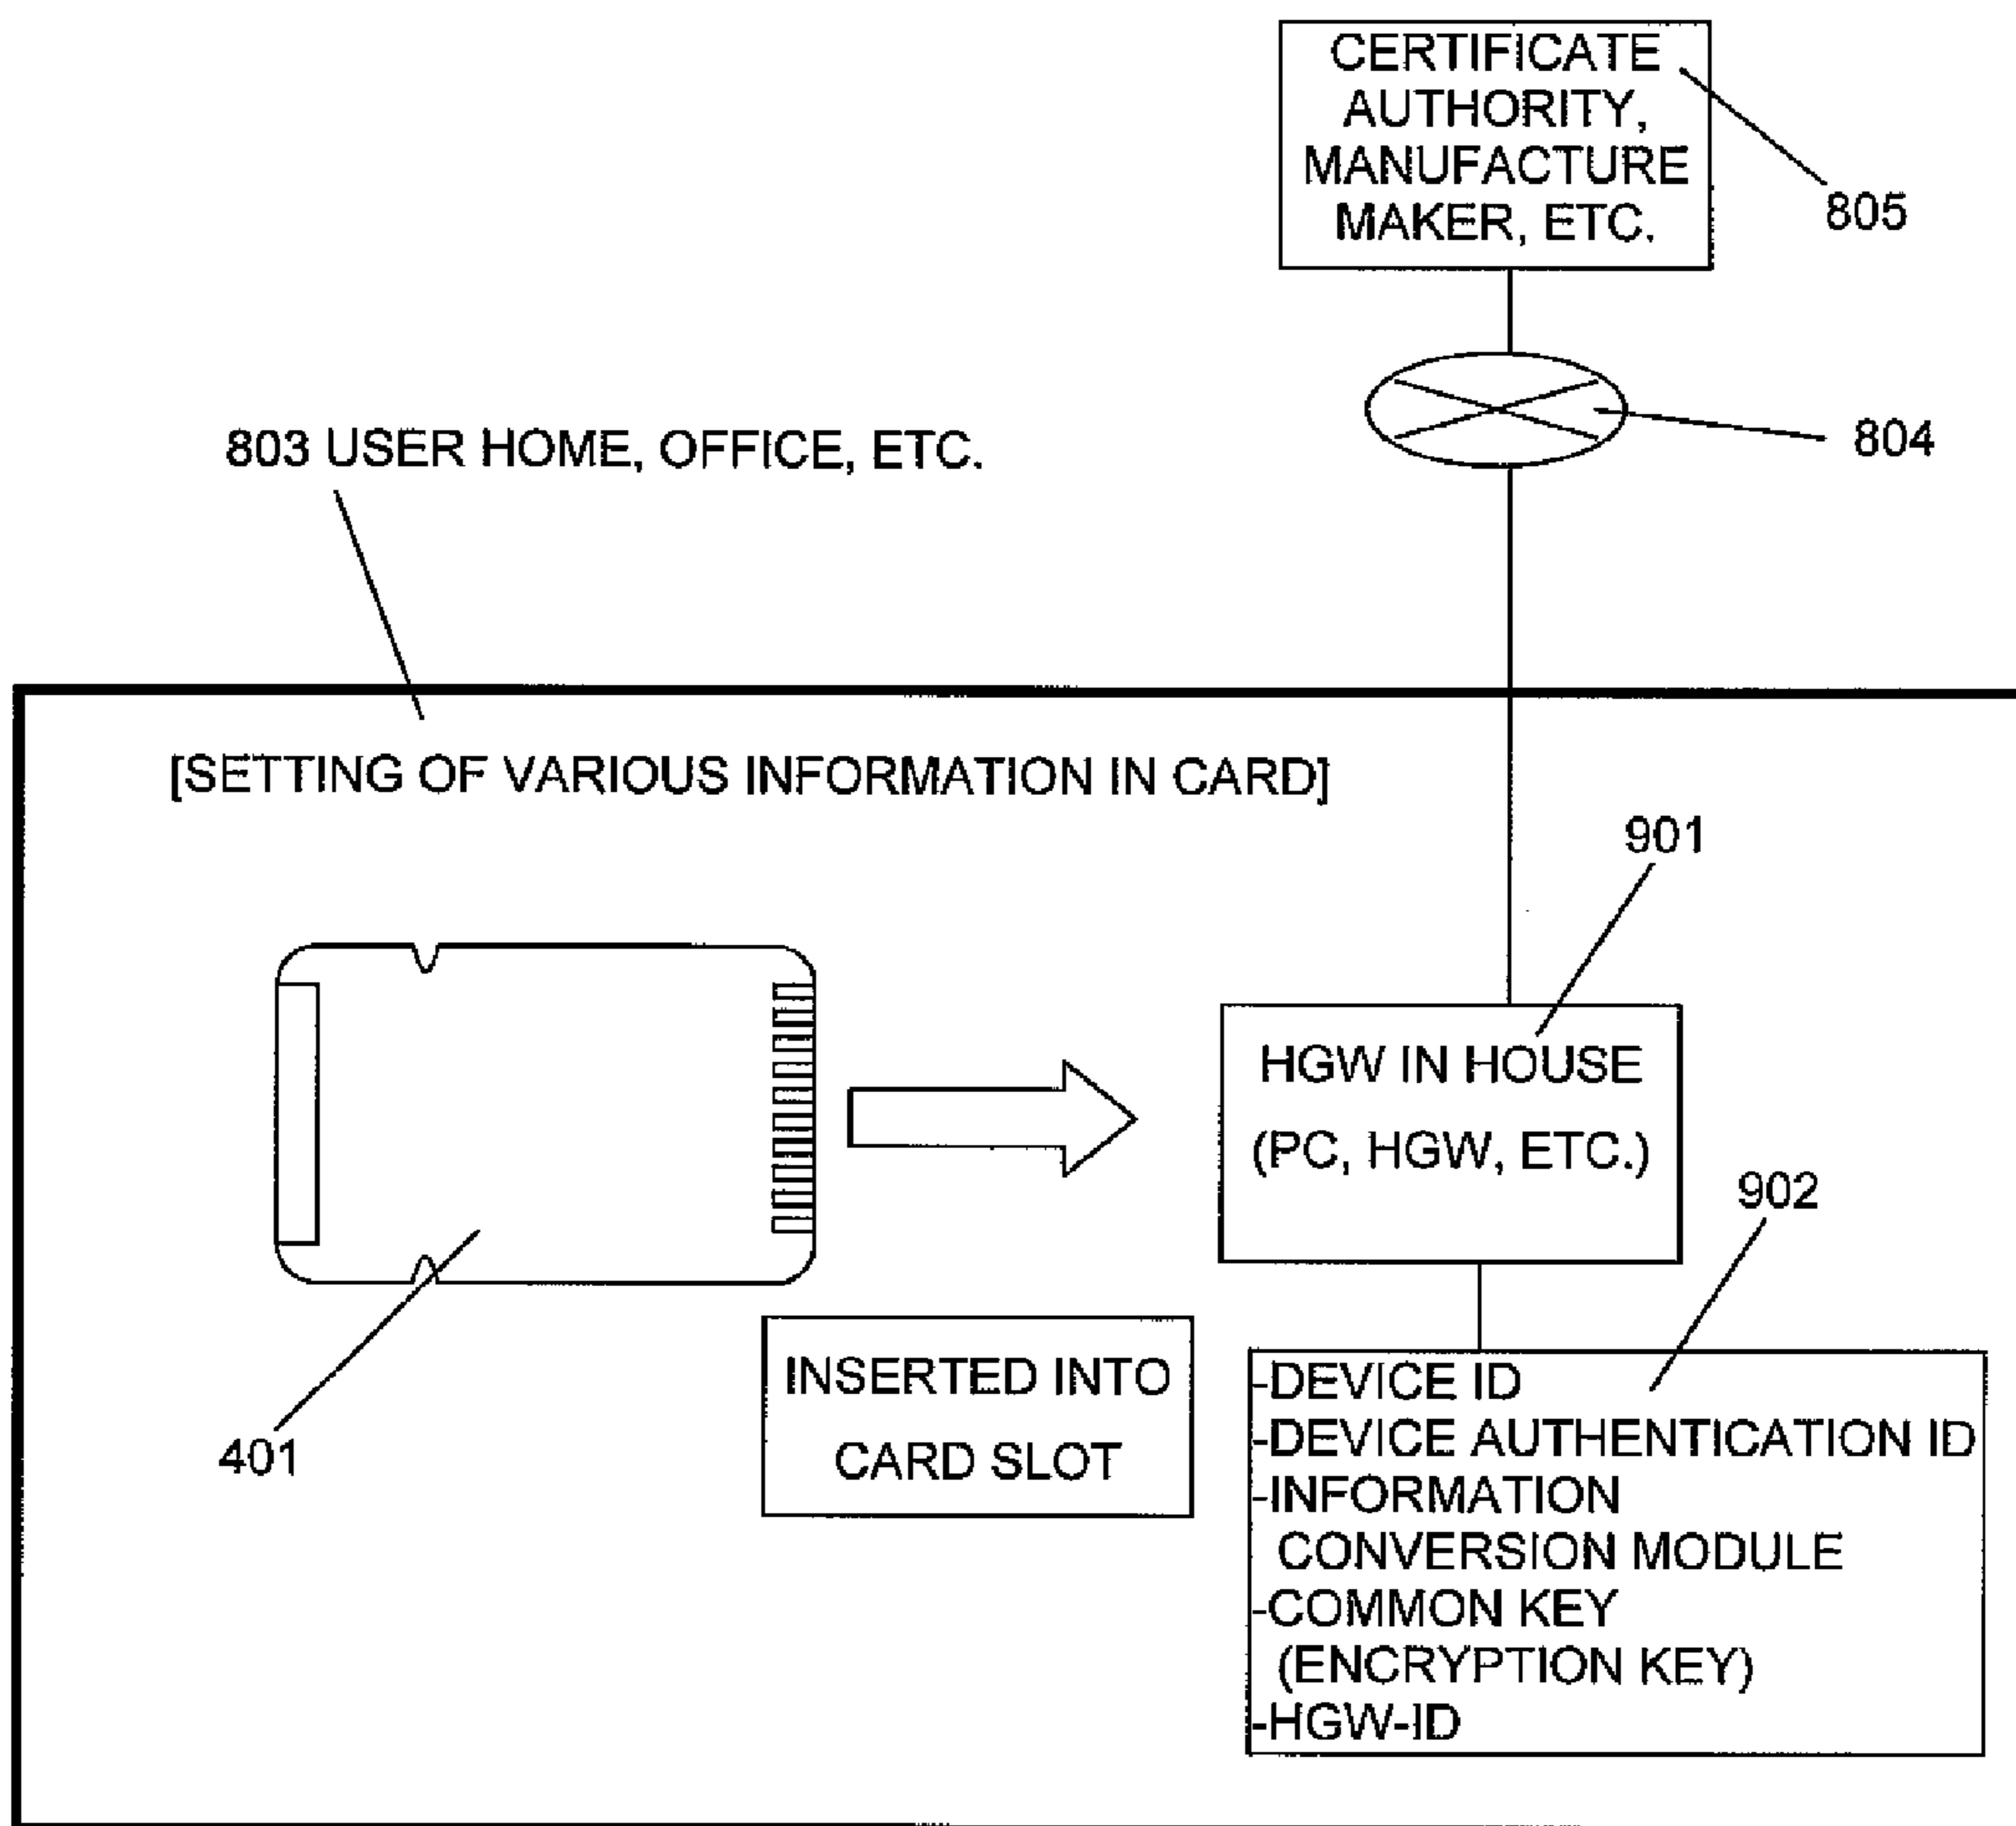 CERTIFICATE
AUTHORITY,
MANUFACTURE
MAKER, ETC.
805
804
803 USER HOME, OFFICE, ETC.
[SETTING OF VARIOUS INFORMATION IN CARD]
901
HGW IN HOUSE
(PC, HGW, ETC.)
902
401
INSERTED INTO
CARD SLOT
-DEVICE ID
-DEVICE AUTHENTICATION ID
-INFORMATION
CONVERSION MODULE
-COMMON KEY
(ENCRYPTION KEY)
-HGW-ID